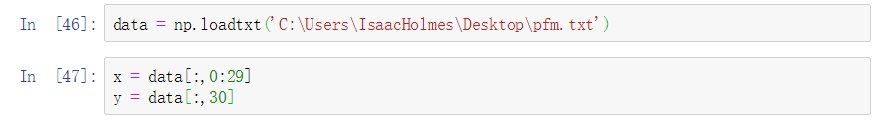 In [46]: data = np.loadtxt('C:\Users\IsaacHolmes\Desktop\pfm.txt')
In [47]: x = data[:,0:29]
y = data[:,30]